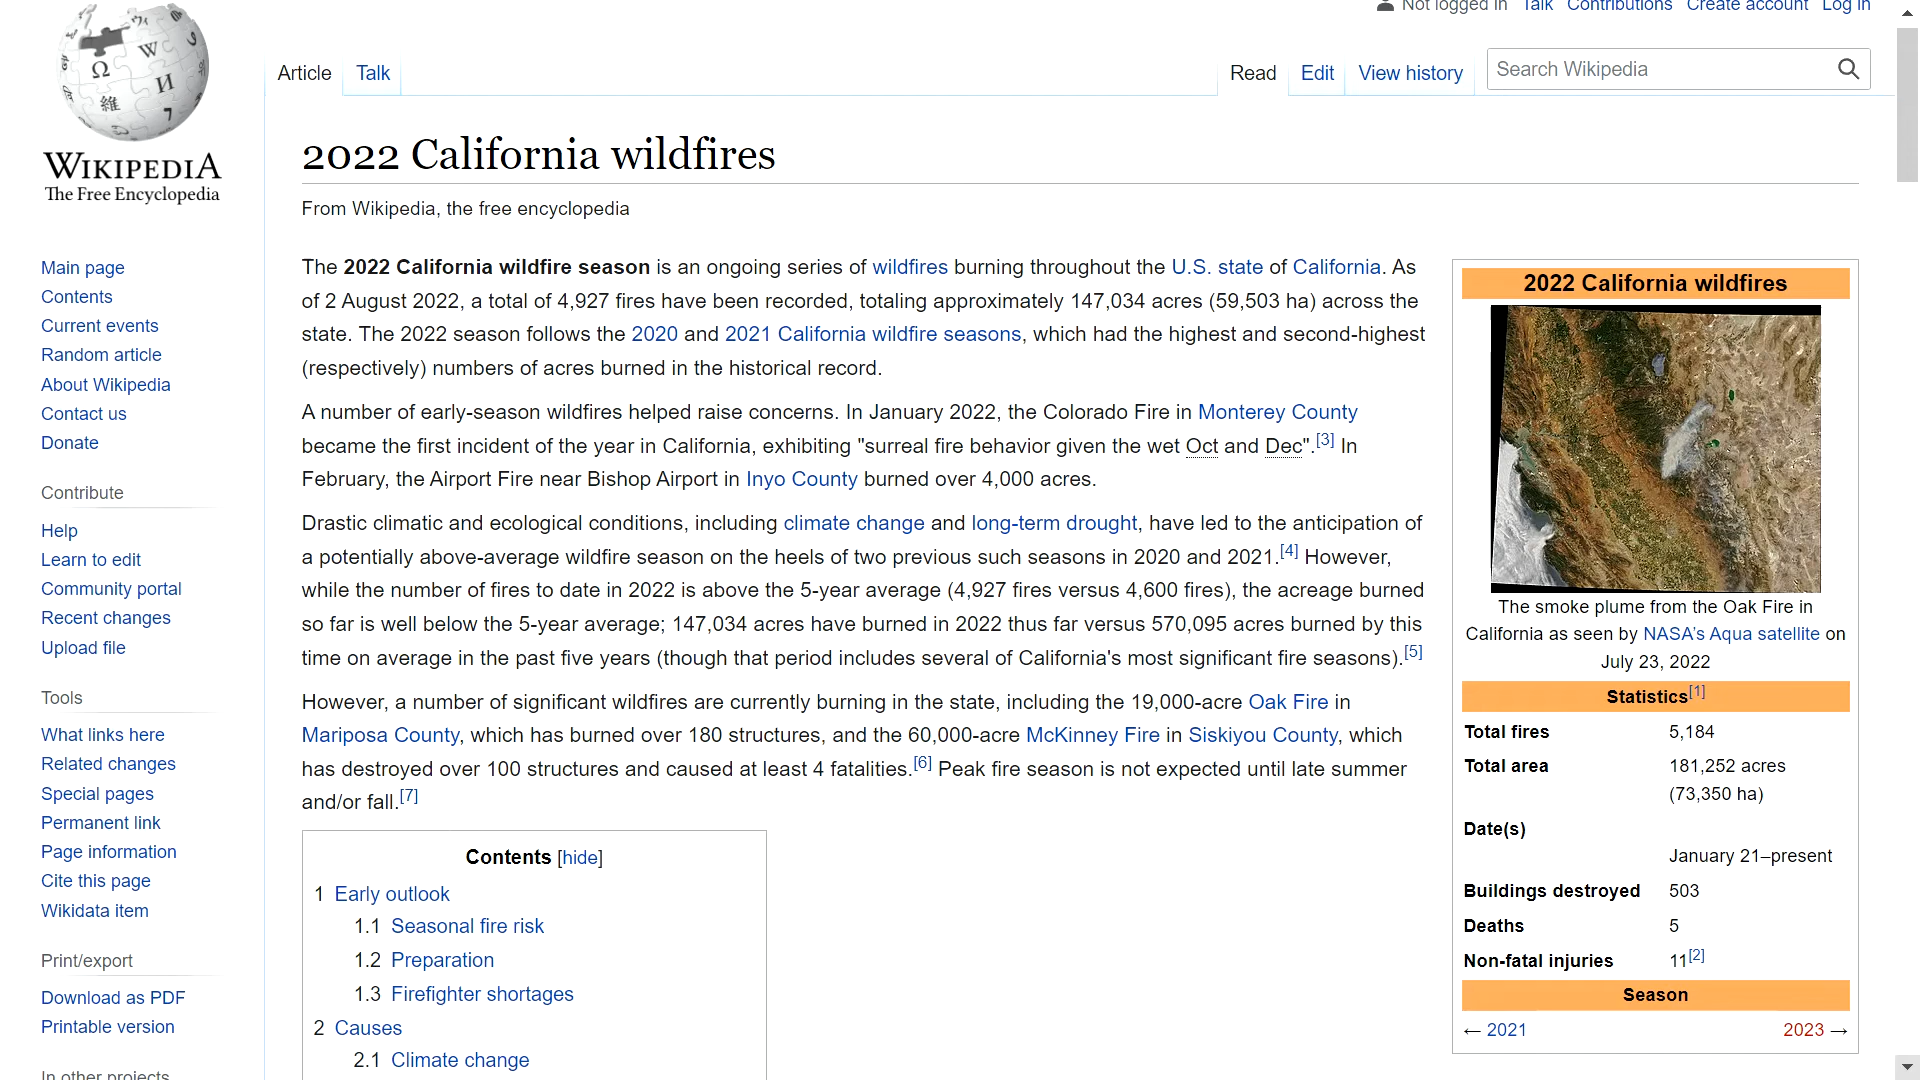 Not logged in Talk Contributions Create account Log in
Article Talk Read Edit View history Search Wikipedia
WIKIPEDIA
The Free Encyclopedia
Main page
Contents
Current events
Random article
About Wikipedia
Contact us
Donate
Contribute
Help
Learn to edit
Community portal
Recent changes
Upload file
Tools
What links here
Related changes
Special pages
Permanent link
Page information
Cite this page
Wikidata item
Print/export
Download as PDF
Printable version
In other projects
2022 California wildfires
From Wikipedia, the free encyclopedia
The 2022 California wildfire season is an ongoing series of wildfires burning throughout the U.S. state of California. As
of 2 August 2022, a total of 4,927 fires have been recorded, totaling approximately 147,034 acres (59,503 ha) across the
state. The 2022 season follows the 2020 and 2021 California wildfire seasons, which had the highest and second-highest
(respectively) numbers of acres burned in the historical record.
A number of early-season wildfires helped raise concerns. In January 2022, the Colorado Fire in Monterey County
became the first incident of the year in California, exhibiting "surreal fire behavior given the wet Oct and Dec".[3] In
February, the Airport Fire near Bishop Airport in Inyo County burned over 4,000 acres.
Drastic climatic and ecological conditions, including climate change and long-term drought, have led to the anticipation of
a potentially above-average wildfire season on the heels of two previous such seasons in 2020 and 2021.[4] However,
while the number of fires to date in 2022 is above the 5-year average (4,927 fires versus 4,600 fires), the acreage burned
so far is well below the 5-year average; 147,034 acres have burned in 2022 thus far versus 570,095 acres burned by this
time on average in the past five years (though that period includes several of California's most significant fire seasons).[5]
However, a number of significant wildfires are currently burning in the state, including the 19,000-acre Oak Fire in
Mariposa County, which has burned over 180 structures, and the 60,000-acre McKinney Fire in Siskiyou County, which
has destroyed over 100 structures and caused at least 4 fatalities.[6] Peak fire season is not expected until late summer
and/or fall.[7]
Contents [hide]
1 Early outlook
1.1 Seasonal fire risk
1.2 Preparation
1.3 Firefighter shortages
2 Causes
2.1 Climate change
2022 California wildfires
The smoke plume from the Oak Fire in
California as seen by NASA's Aqua satellite on
July 23, 2022
Statistics[1]
Total fires 5,184
Total area 181,252 acres
(73,350 ha)
Date(s)
January 21–present
Buildings destroyed 503
Deaths 5
Non-fatal injuries 11[2]
Season
← 2021 2023 →